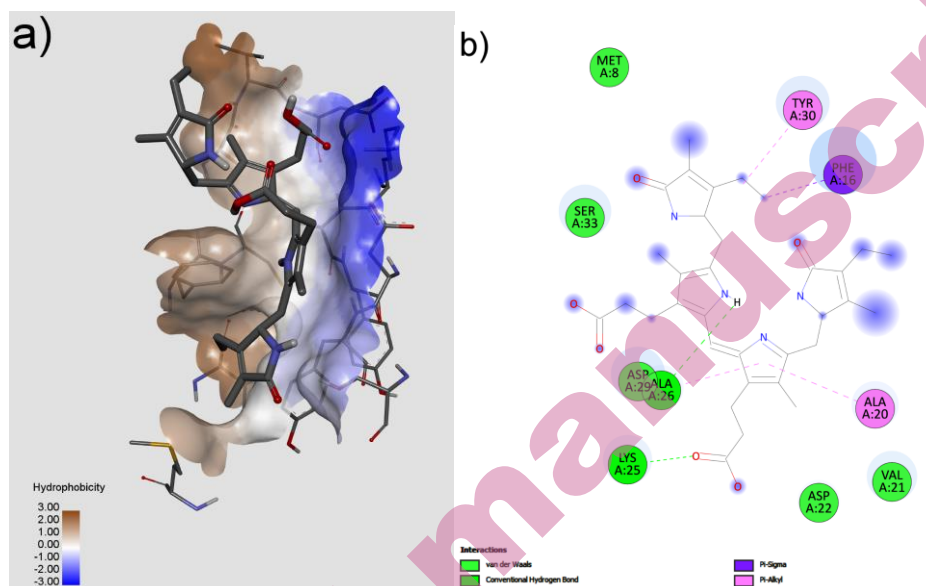 a)
b)
MET
A:8
TYR
A:30
PHE
A:16
SER
A:33
O
N
O
N
H
N
O
O
N
ASP
A:29
ALA
A:26
ALA
A:20
LYS
A:25
O
O
VAL
A:21
ASP
A:22
Hydrophobicity
3.00
2.00
1.00
0.00
-1.00
-2.00
-3.00
Interactions
van der Waals
Conventional Hydrogen Bond
Pi-Sigma
Pi-Alkyl
manusc